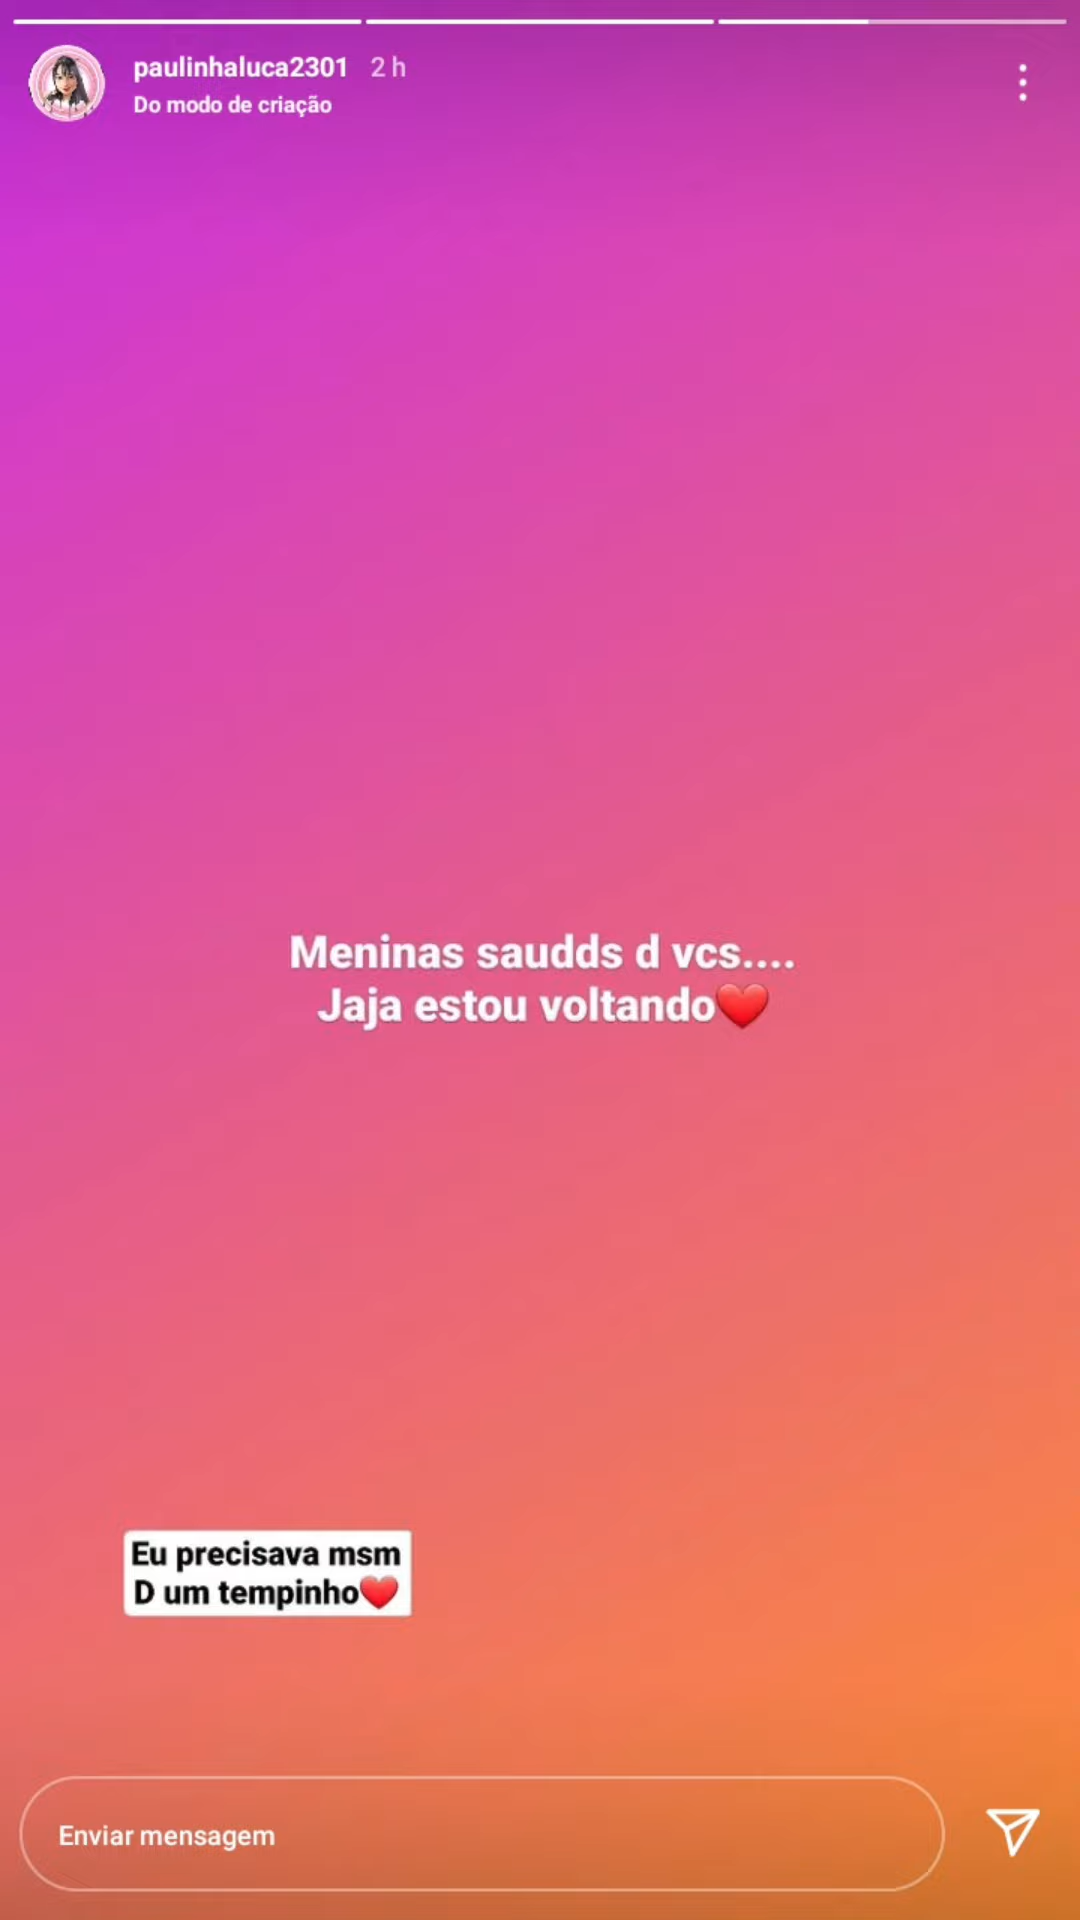 paulinhaluca2301 2 h
Do modo de criação
Meninas saudds d vcs....
Jaja estou voltando❤️
Eu precisava msm
D um tempinho❤️
Enviar mensagem